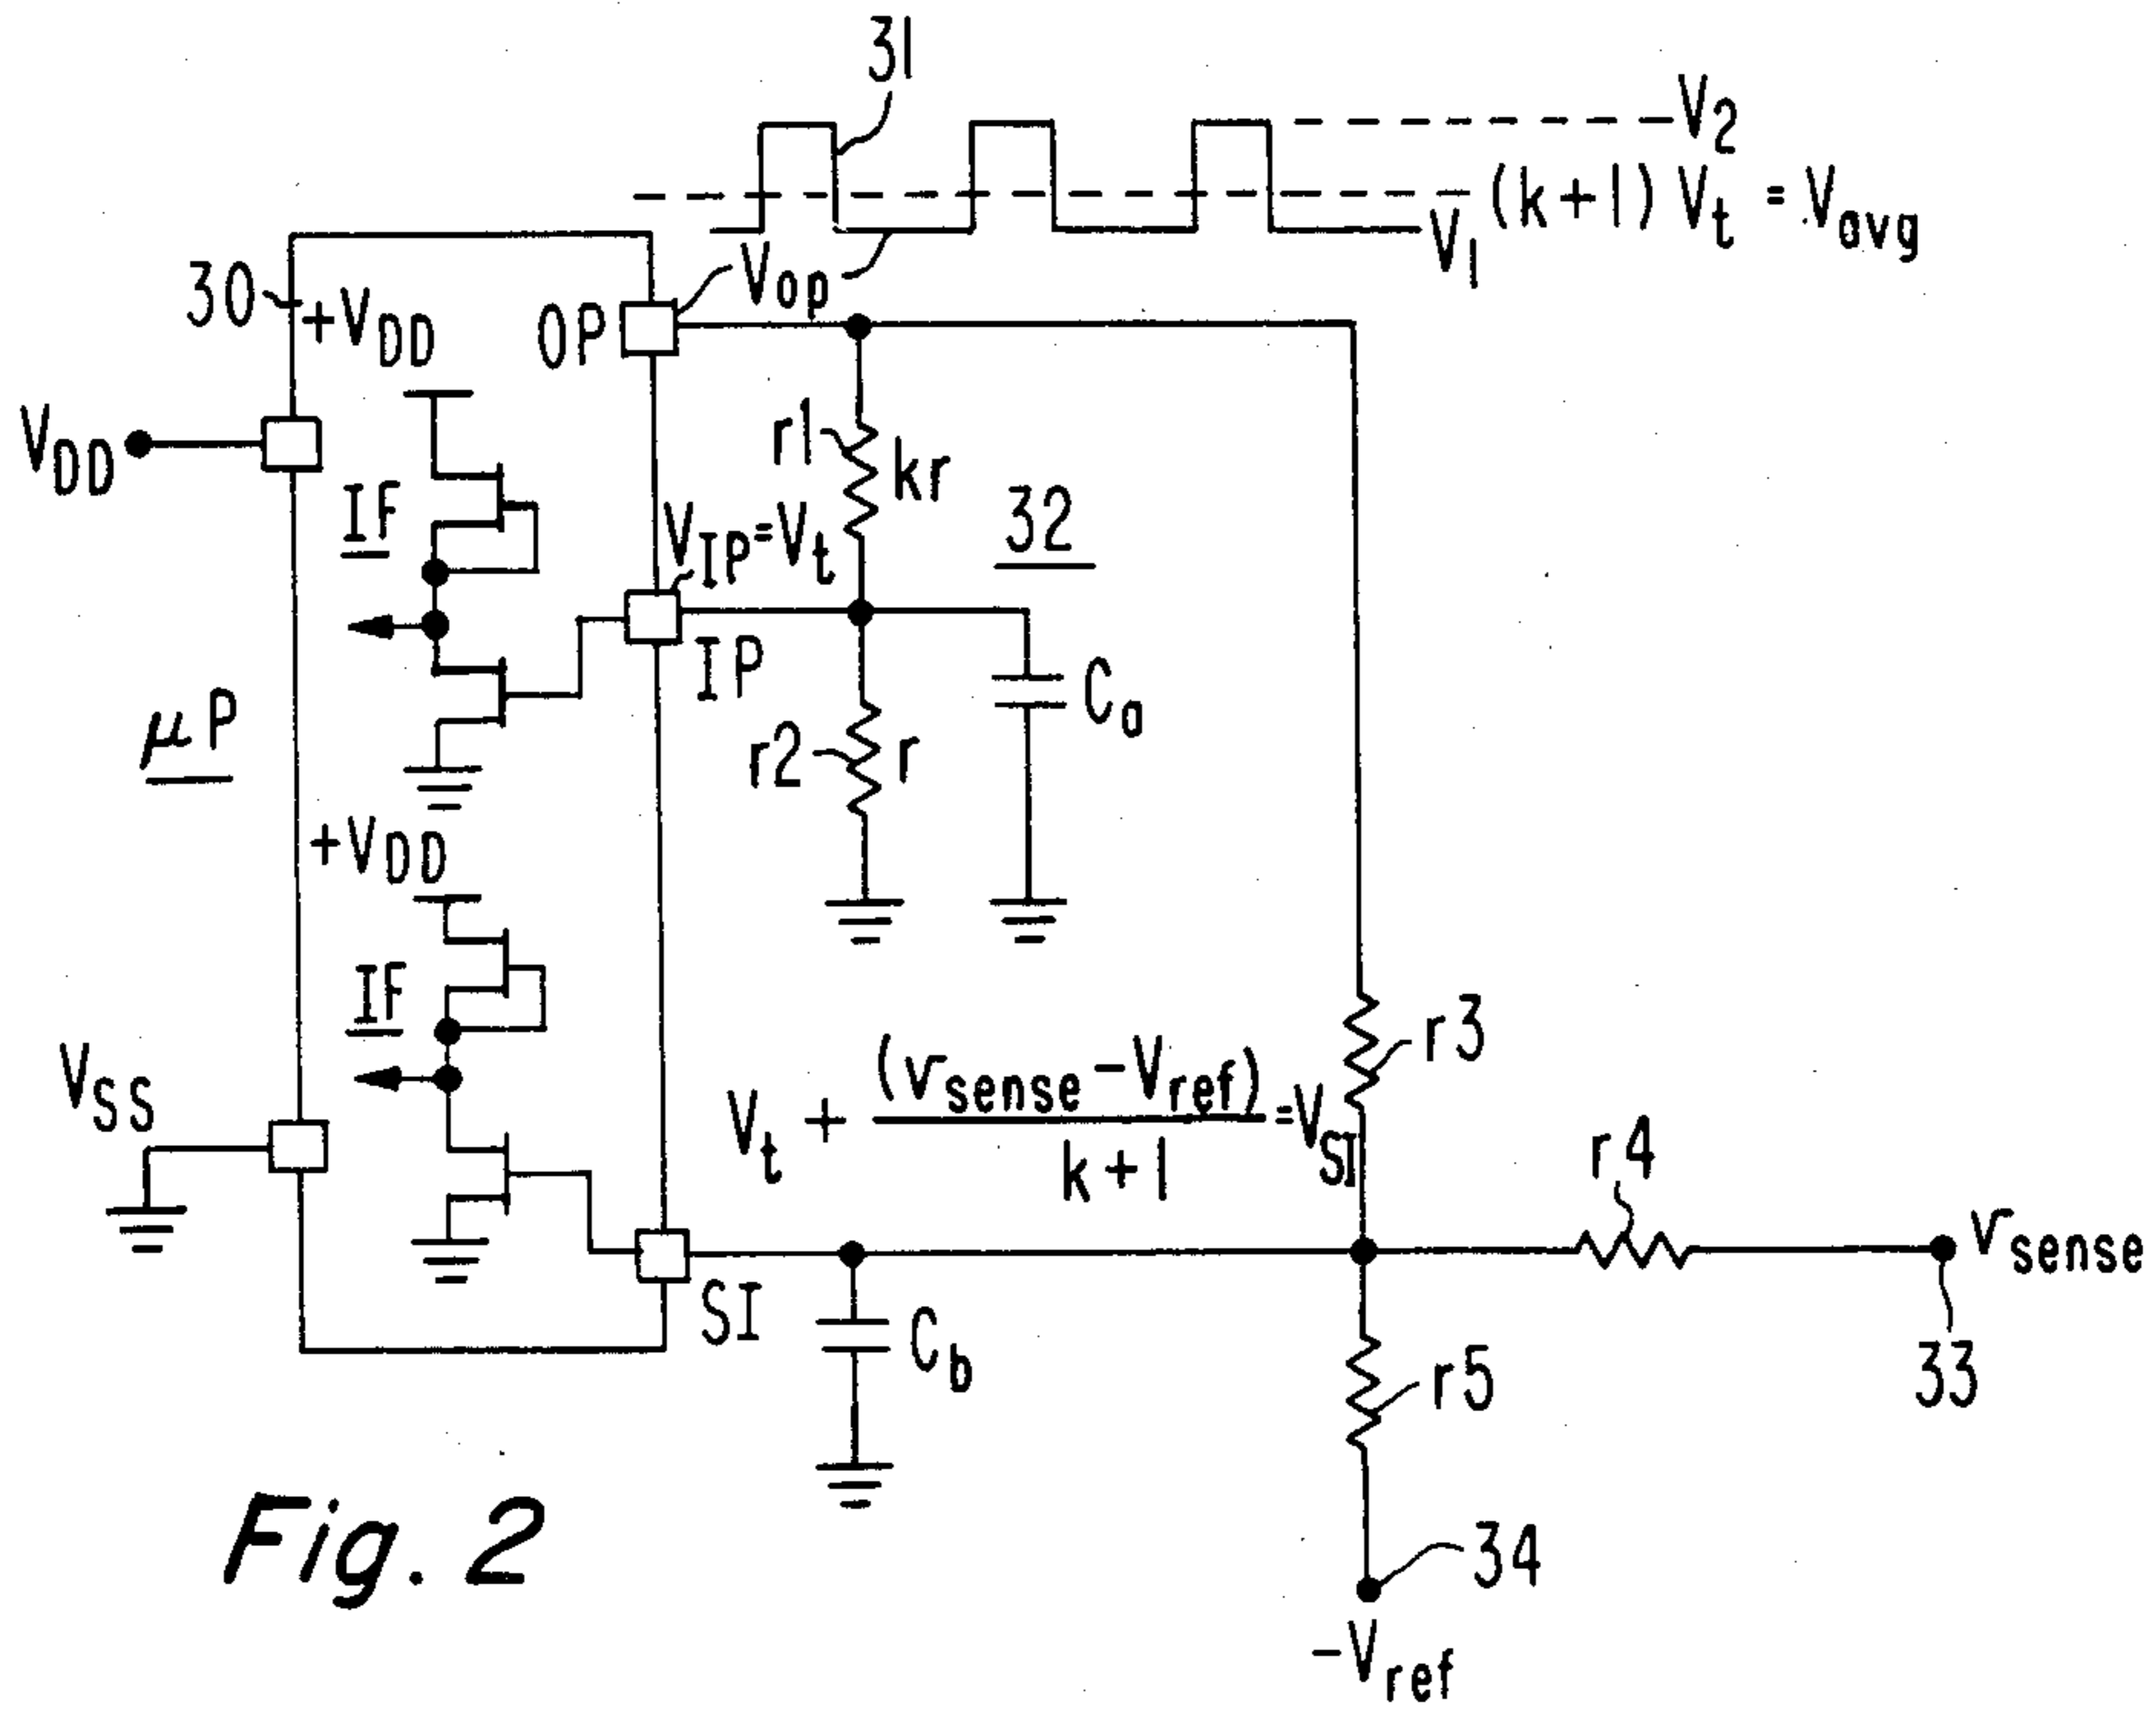 31
V2
(k+1) Vt = Vavg
V1
Vop
30
+VDD
OP
VDD
r1
kr
IF
VIP=Vt
32
IP
Ca
µP
r2
r
+VDD
IF
r3
VSS
Vt + (vsense - Vref) / k+1 = VSI
r4
vsense
SI
Cb
r5
33
34
Fig. 2
-Vref